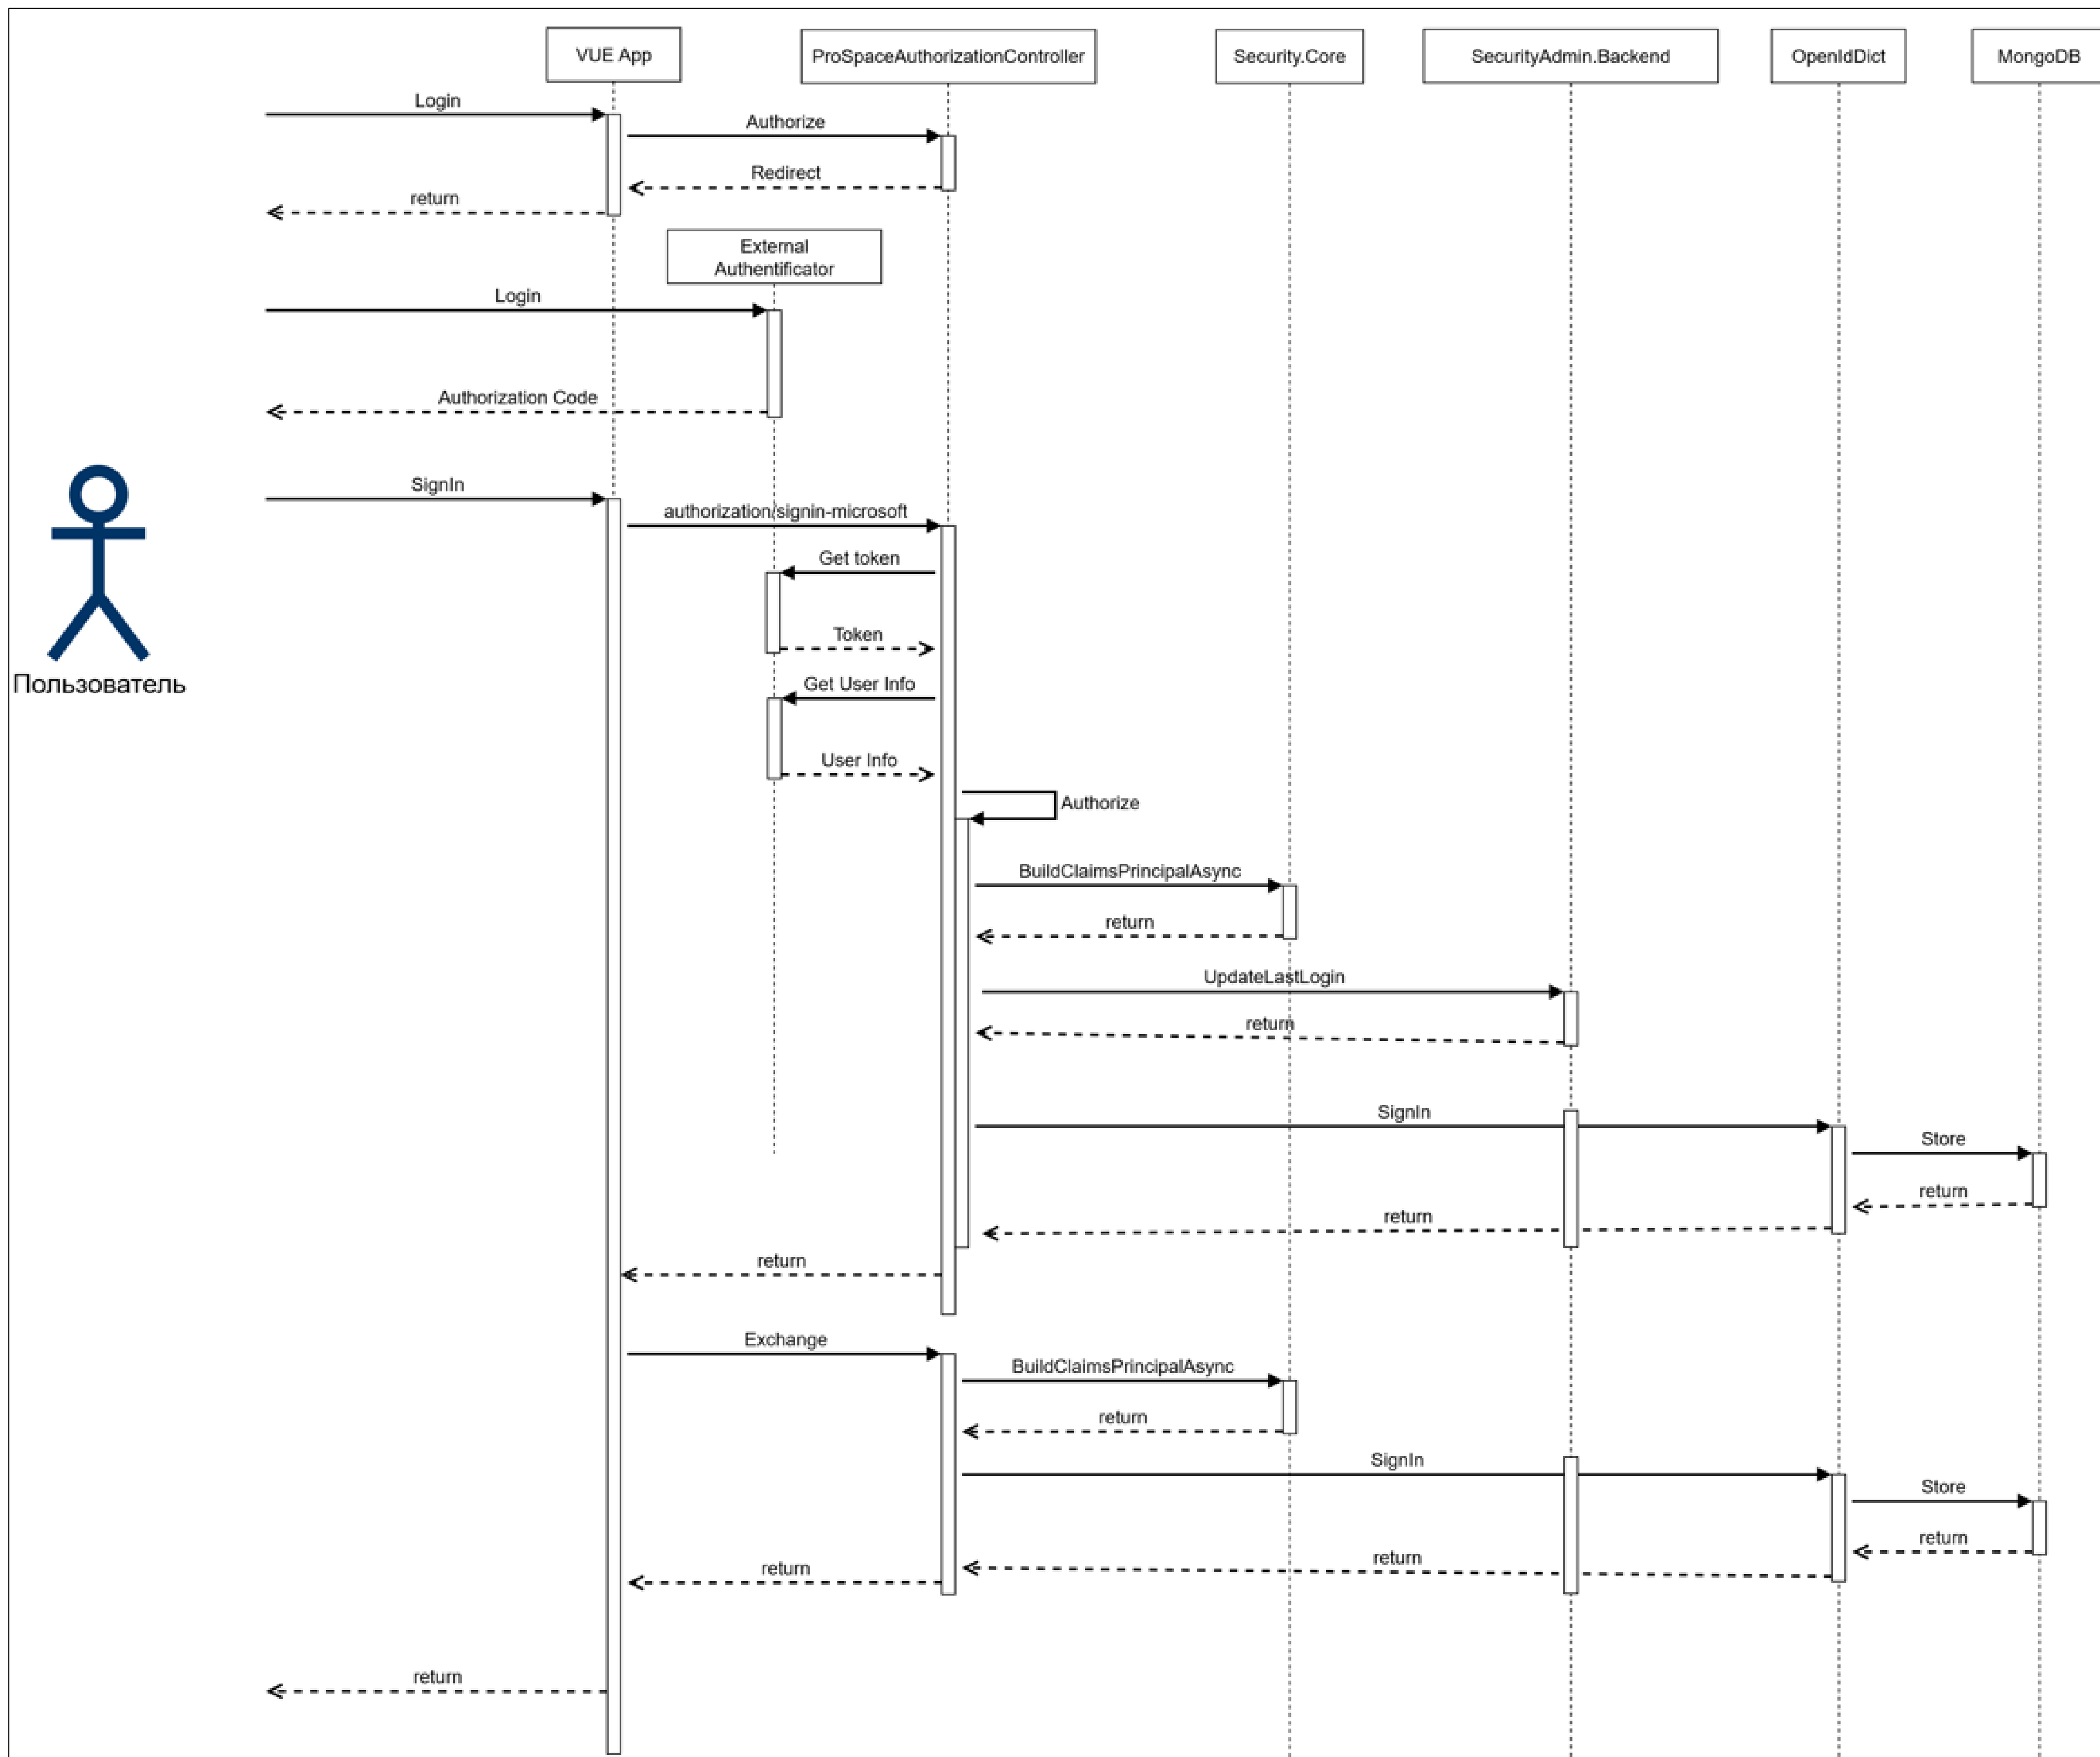 VUE App
ProSpaceAuthorizationController
Security.Core
SecurityAdmin.Backend
OpenIdDict
MongoDB
Login
Authorize
Redirect
return
External
Authentificator
Login
Authorization Code
SignIn
authorization/signin-microsoft
Get token
Token
Пользователь
Get User Info
User Info
Authorize
BuildClaimsPrincipalAsync
return
UpdateLastLogin
return
SignIn
Store
return
return
return
Exchange
BuildClaimsPrincipalAsync
return
SignIn
Store
return
return
return
return